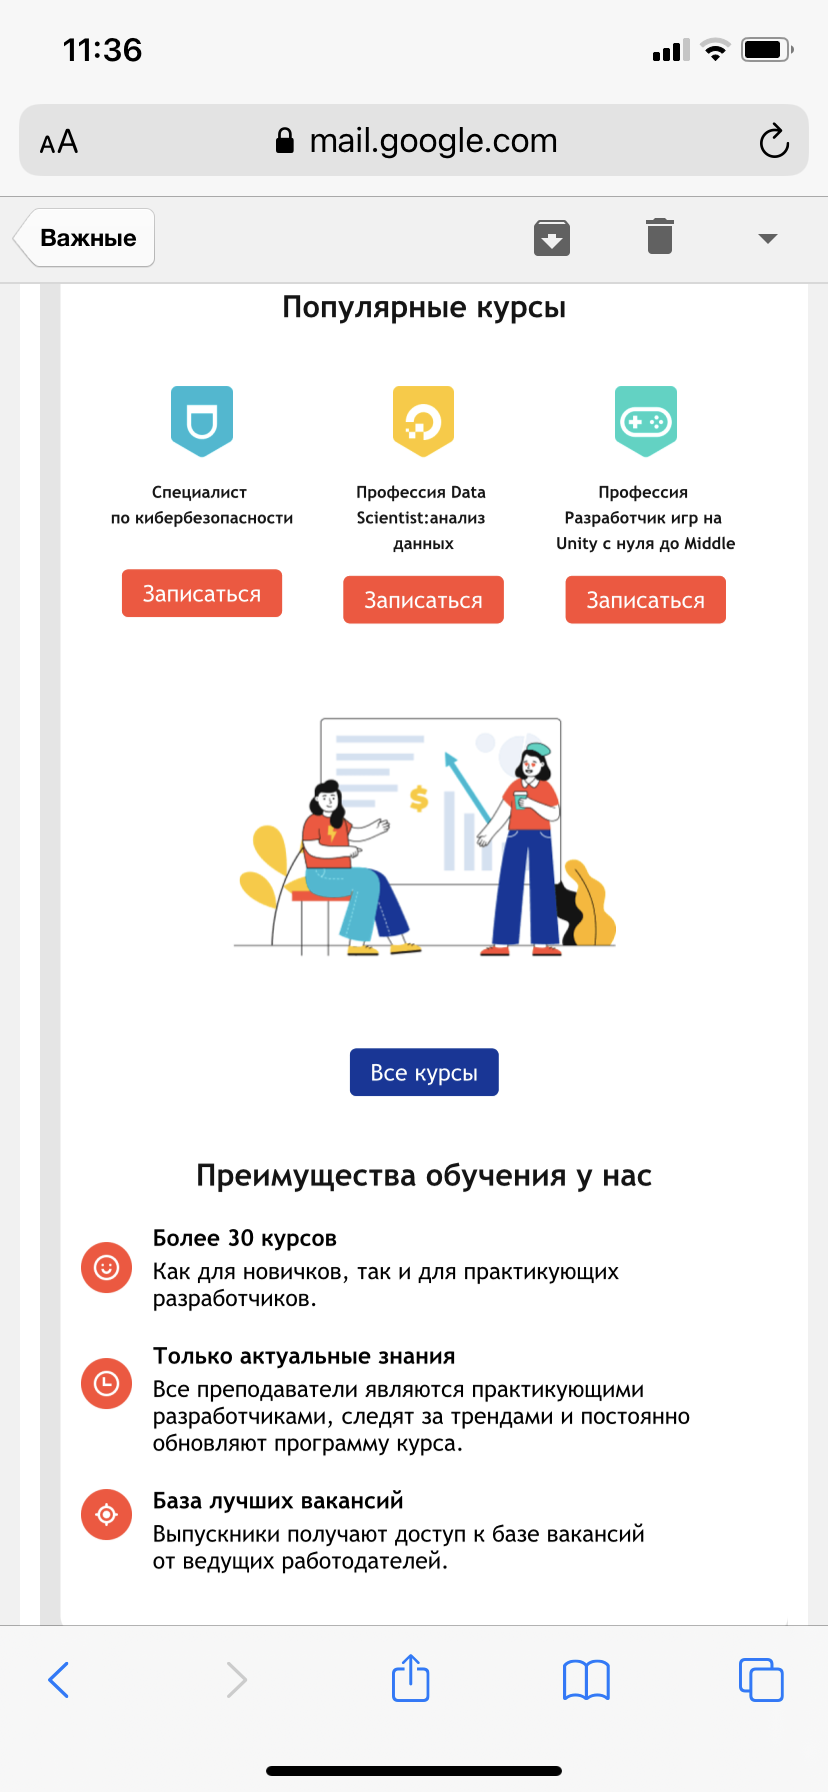 11:36
AA mail.google.com
Важные
Популярные курсы
Специалист
по кибербезопасности
Записаться
Профессия Data
Scientist:анализ
данных
Записаться
Профессия
Разработчик игр на
Unity с нуля до Middle
Записаться
$
Все курсы
Преимущества обучения у нас
Более 30 курсов
Как для новичков, так и для практикующих
разработчиков.
Только актуальные знания
Все преподаватели являются практикующими
разработчиками, следят за трендами и постоянно
обновляют программу курса.
База лучших вакансий
Выпускники получают доступ к базе вакансий
от ведущих работодателей.